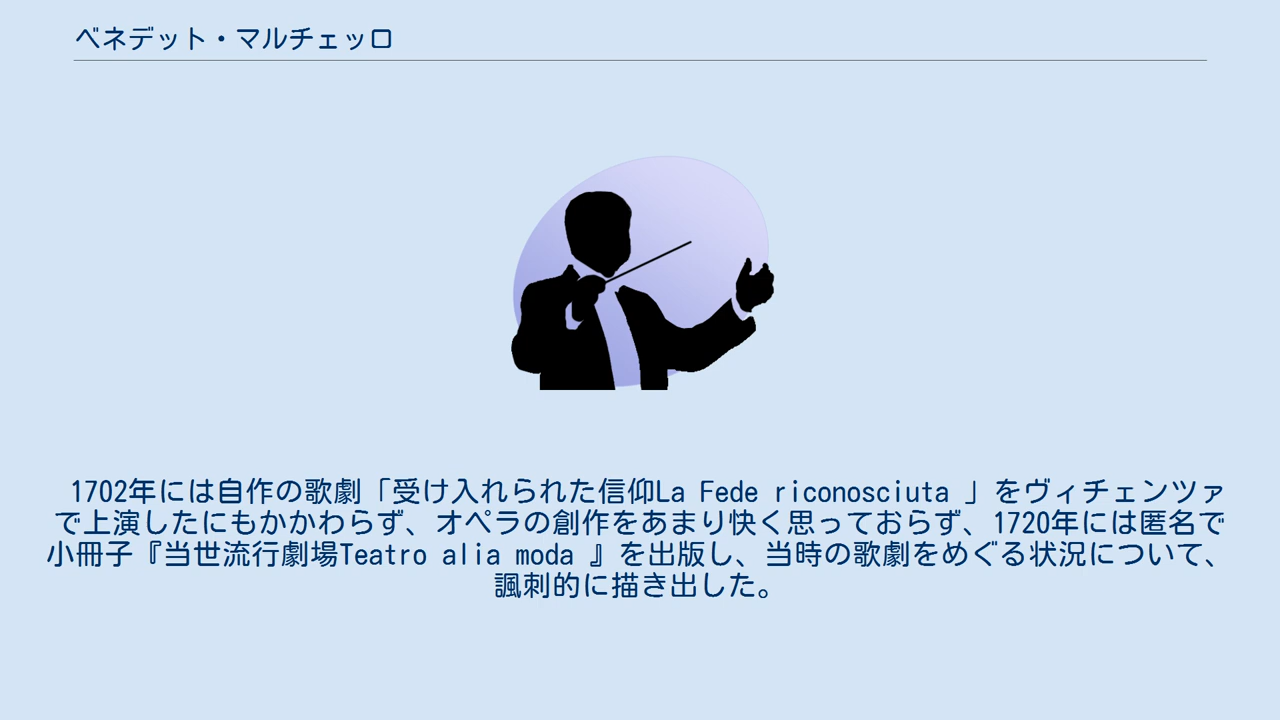 ベネデット・マルチェッロ
1702年には自作の歌劇「受け入れられた信仰La Fede riconosciuta 」をヴィチェンツァ
で上演したにもかかわらず、オペラの創作をあまり快く思っておらず、1720年には匿名で
小冊子『当世流行劇場Teatro alia moda 』を出版し、当時の歌劇をめぐる状況について、
諷刺的に描き出した。